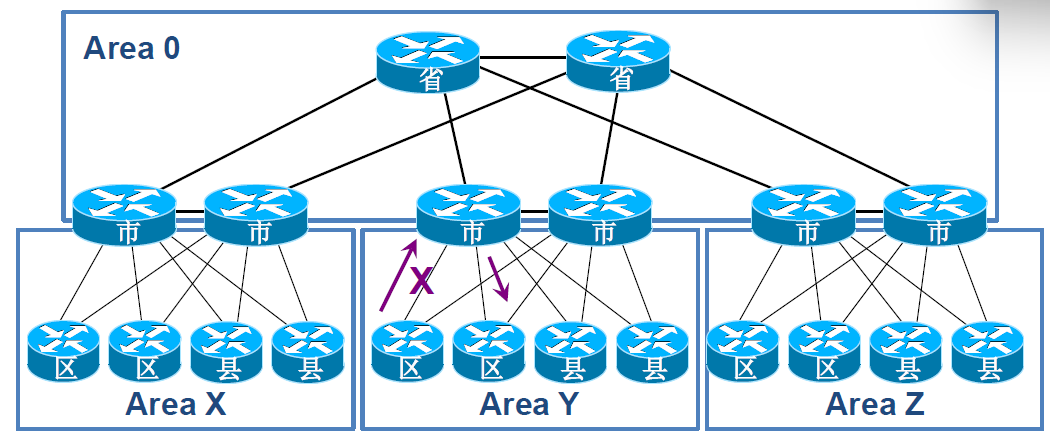 Area 0
省 省
市 市 市 市 市 市
X
区 区 县 县 区 区 县 县 区 区 县 县
Area X Area Y Area Z